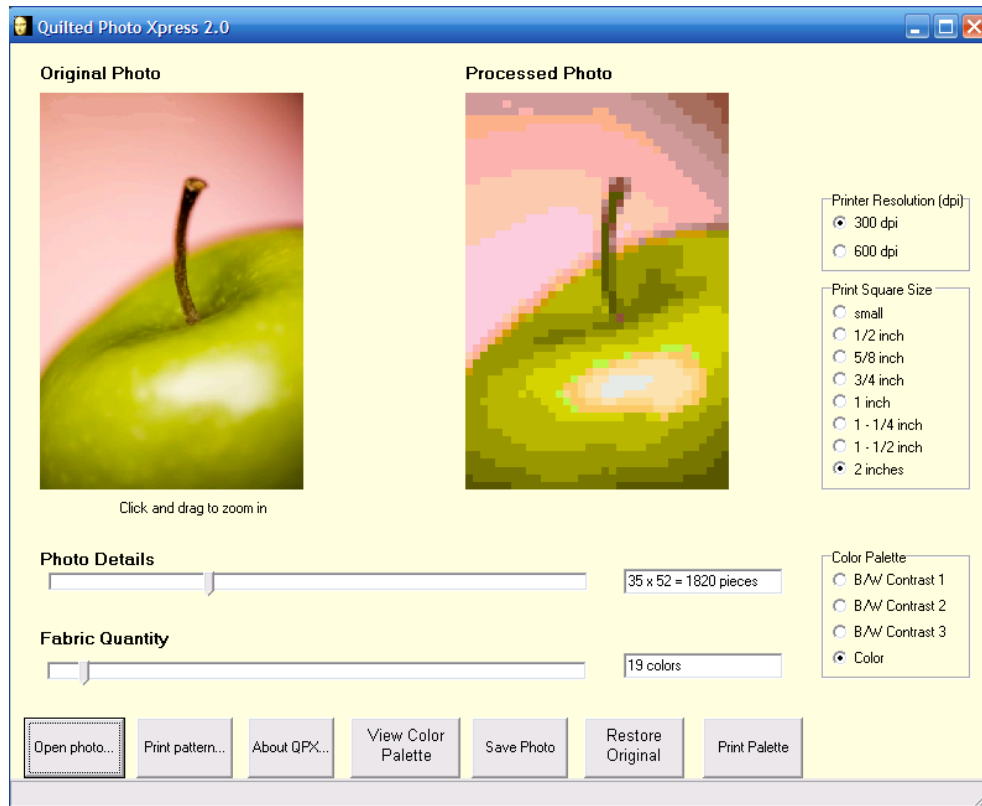 Quilted Photo Xpress 2.0
Original Photo
Processed Photo
Click and drag to zoom in
Printer Resolution (dpi)
300 dpi
600 dpi
Print Square Size
small
1/2 inch
5/8 inch
3/4 inch
1 inch
1 - 1/4 inch
1 - 1/2 inch
2 inches
Photo Details
35 x 52 = 1820 pieces
Fabric Quantity
19 colors
Color Palette
B/W Contrast 1
B/W Contrast 2
B/W Contrast 3
Color
Open photo...
Print pattern...
About QPX...
View Color
Palette
Save Photo
Restore
Original
Print Palette